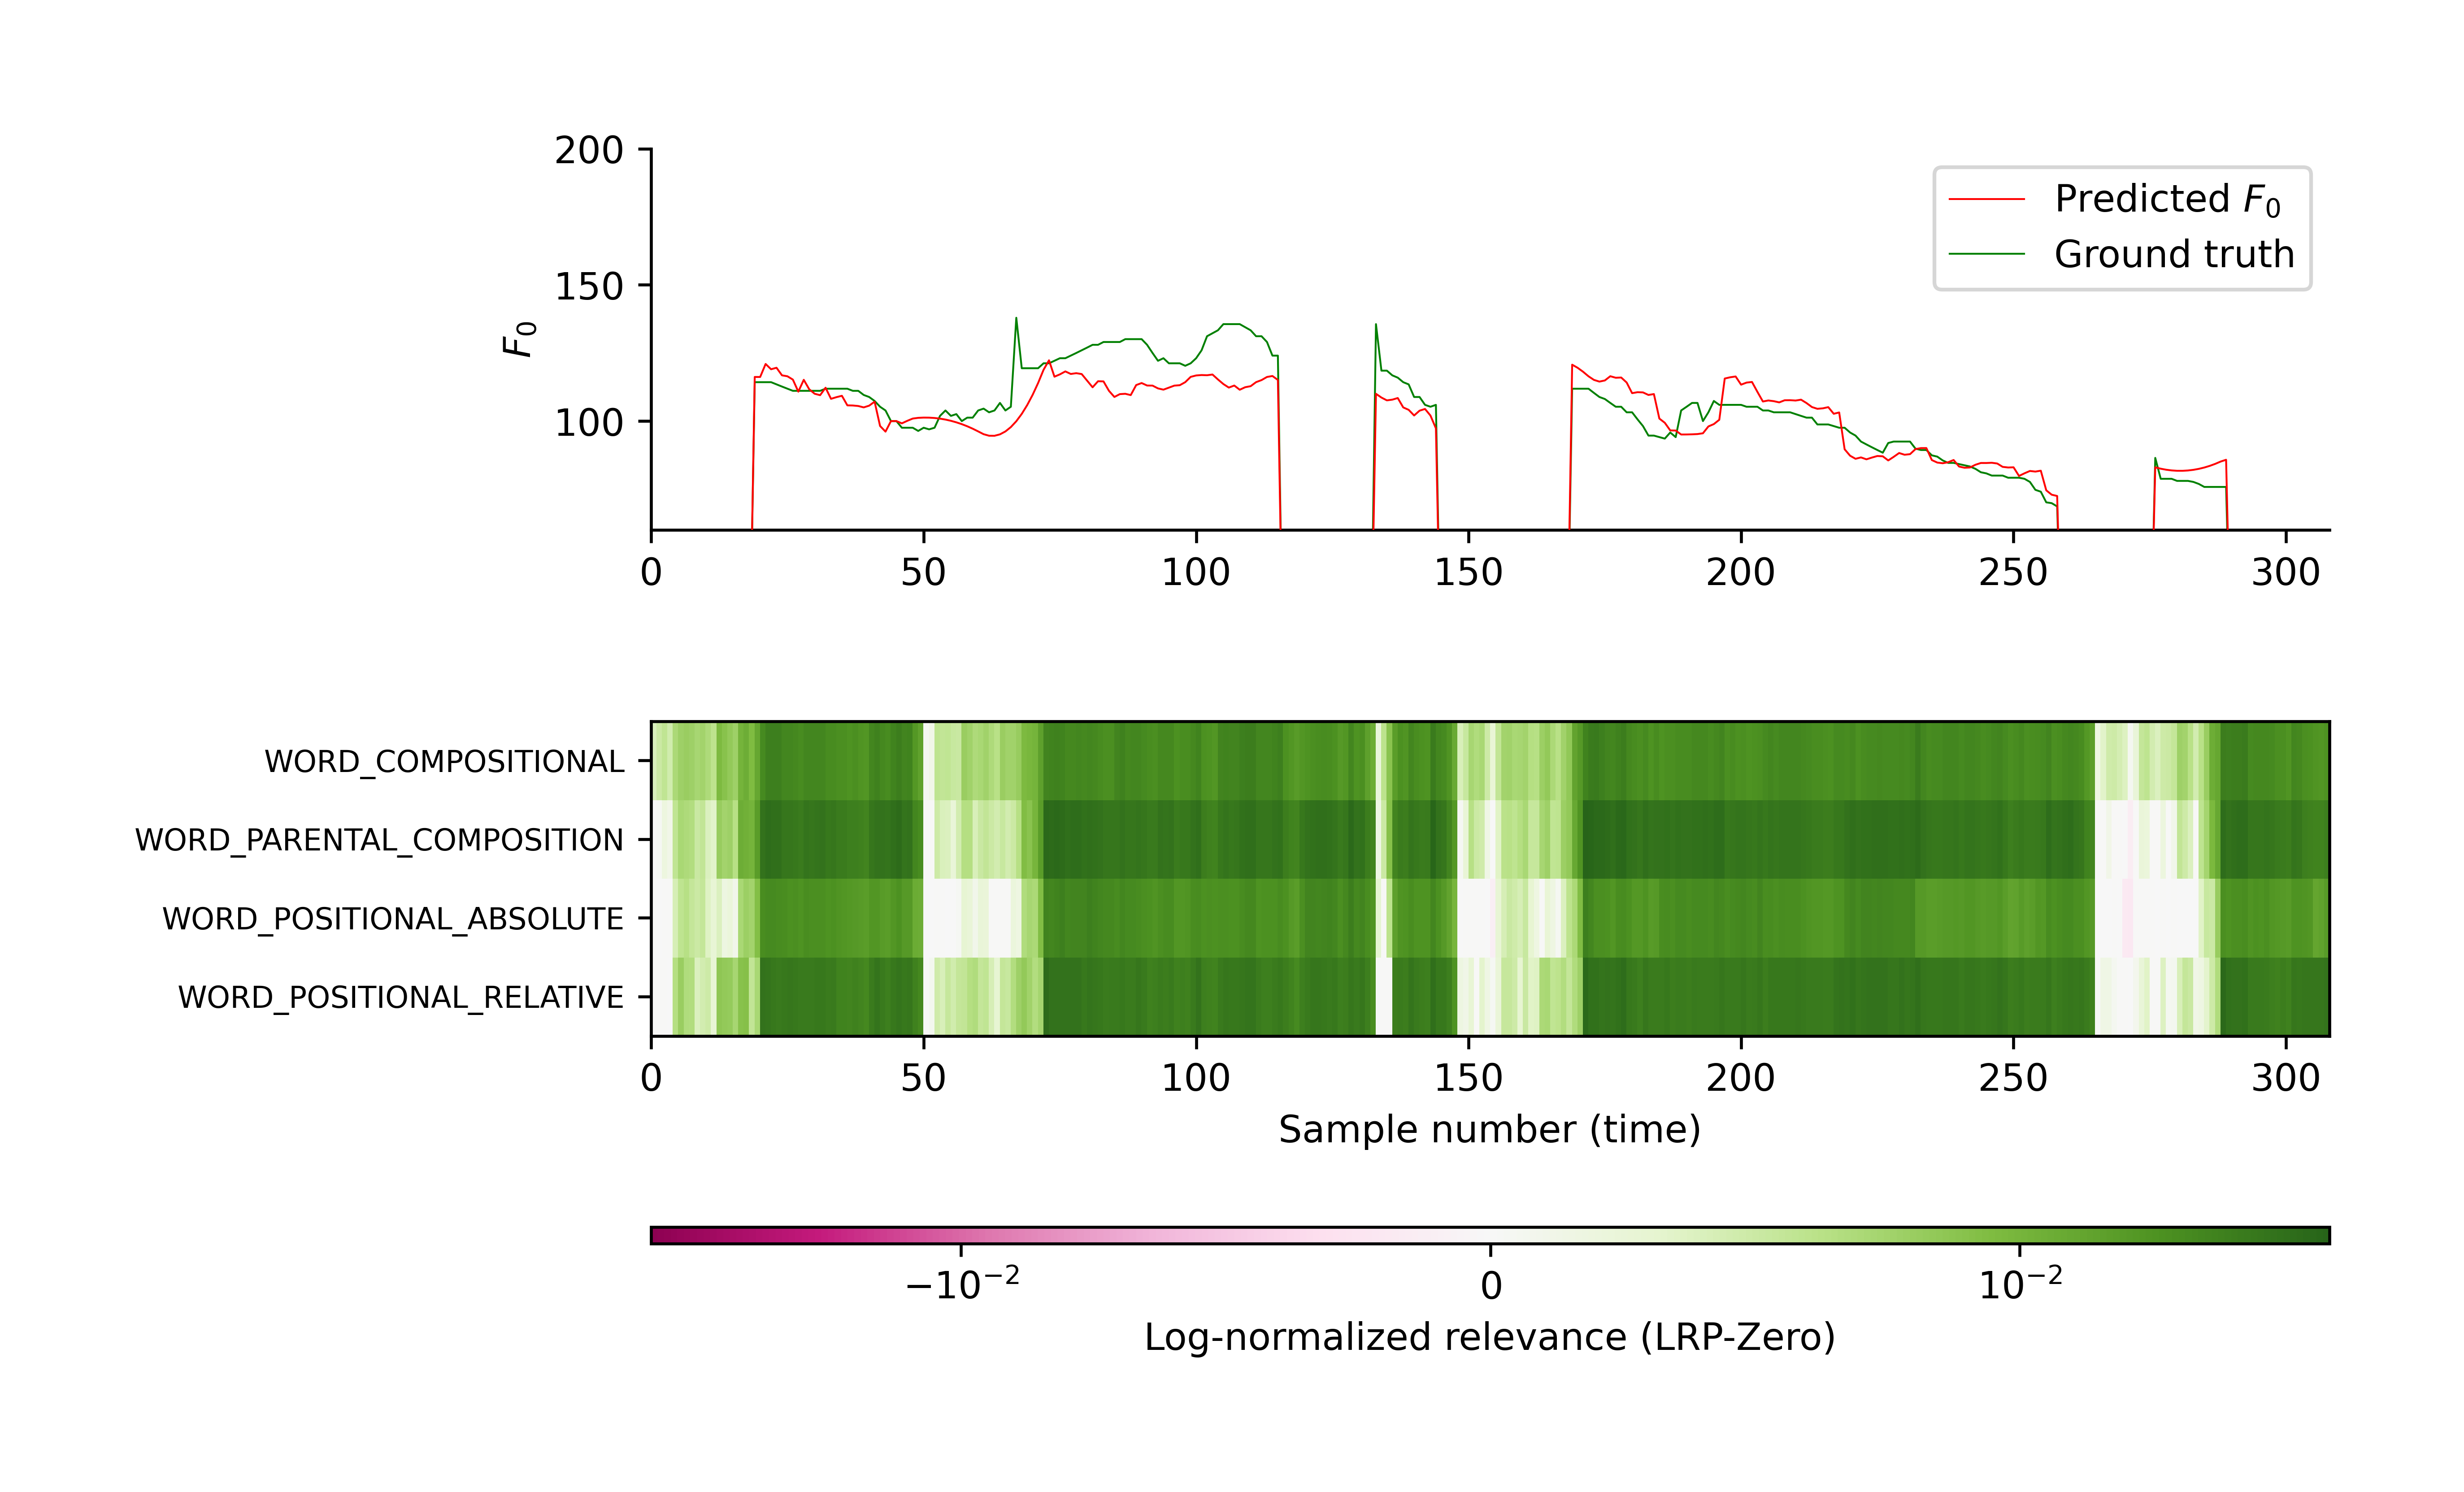 200
150
100
F₀
Predicted F₀
Ground truth
0 50 100 150 200 250 300
WORD_COMPOSITIONAL
WORD_PARENTAL_COMPOSITION
WORD_POSITIONAL_ABSOLUTE
WORD_POSITIONAL_RELATIVE
0 50 100 150 200 250 300
Sample number (time)
−10⁻² 0 10⁻²
Log-normalized relevance (LRP-Zero)